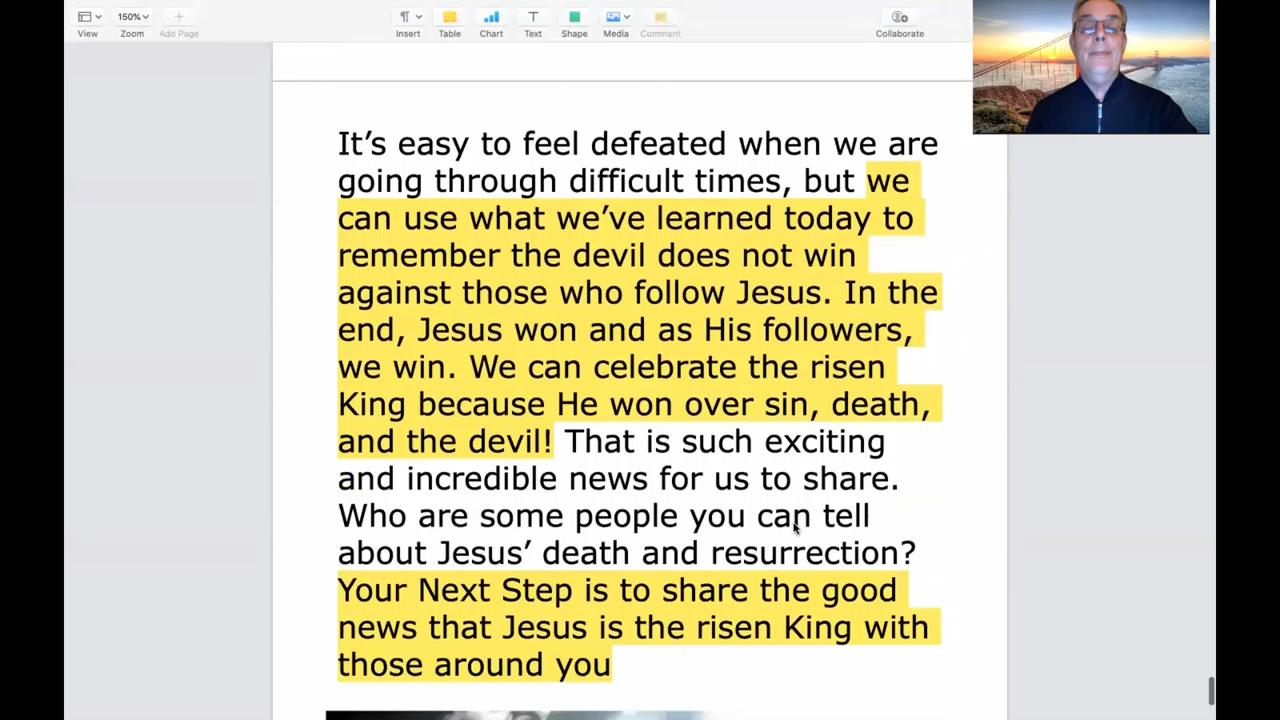 View
150%
Zoom
Add Page
Insert
Table
Chart
Text
Shape
Media
Comment
Collaborate
It’s easy to feel defeated when we are
going through difficult times, but we
can use what we’ve learned today to
remember the devil does not win
against those who follow Jesus. In the
end, Jesus won and as His followers,
we win. We can celebrate the risen
King because He won over sin, death,
and the devil! That is such exciting
and incredible news for us to share.
Who are some people you can tell
about Jesus’ death and resurrection?
Your Next Step is to share the good
news that Jesus is the risen King with
those around you